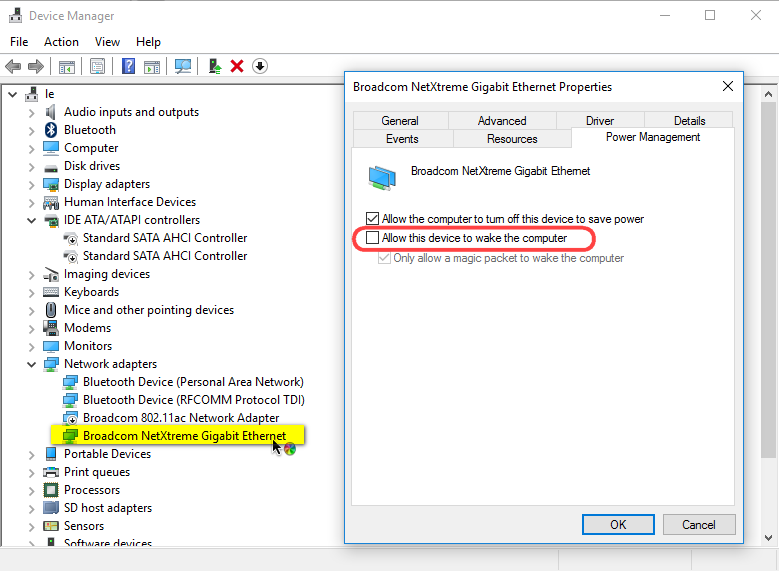 Device Manager
File Action View Help
le
Audio inputs and outputs
Bluetooth
Computer
Disk drives
Display adapters
Human Interface Devices
IDE ATA/ATAPI controllers
Standard SATA AHCI Controller
Standard SATA AHCI Controller
Imaging devices
Keyboards
Mice and other pointing devices
Modems
Monitors
Network adapters
Bluetooth Device (Personal Area Network)
Bluetooth Device (RFCOMM Protocol TDI)
Broadcom 802.11ac Network Adapter
Broadcom NetXtreme Gigabit Ethernet
Portable Devices
Print queues
Processors
SD host adapters
Sensors
Software devices
Broadcom NetXtreme Gigabit Ethernet Properties
General Advanced Driver Details
Events Resources Power Management
Broadcom NetXtreme Gigabit Ethernet
Allow the computer to turn off this device to save power
Allow this device to wake the computer
Only allow a magic packet to wake the computer
OK Cancel